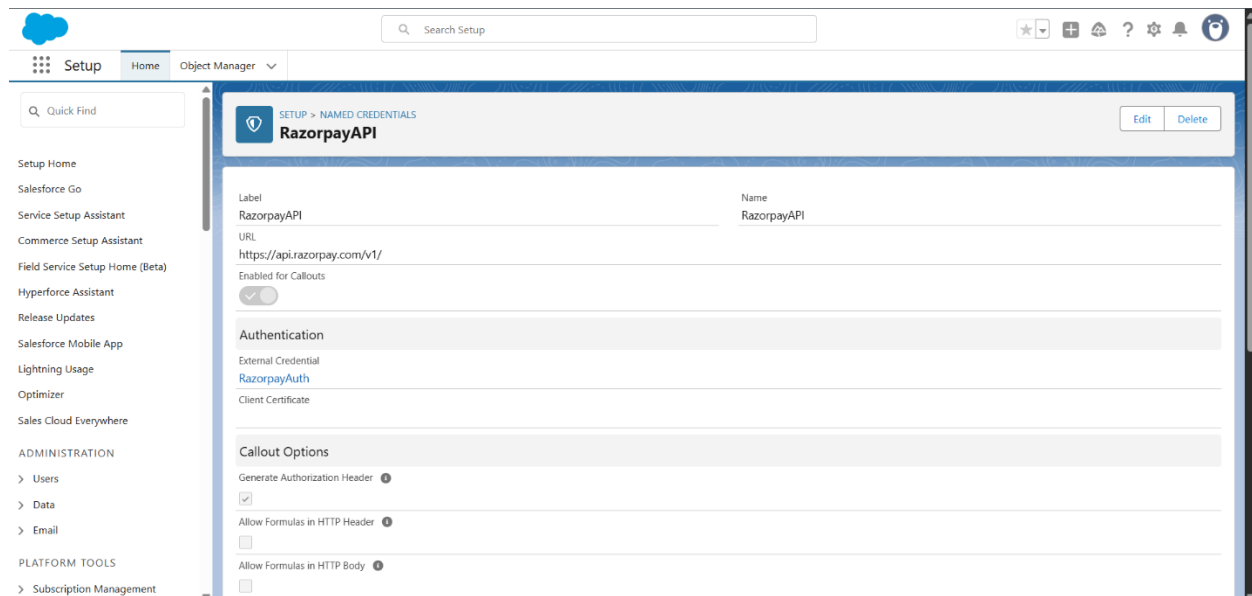 Search Setup
Setup
Home
Object Manager
Quick Find
Setup Home
Salesforce Go
Service Setup Assistant
Commerce Setup Assistant
Field Service Setup Home (Beta)
Hyperforce Assistant
Release Updates
Salesforce Mobile App
Lightning Usage
Optimizer
Sales Cloud Everywhere
ADMINISTRATION
Users
Data
Email
PLATFORM TOOLS
Subscription Management
SETUP > NAMED CREDENTIALS
RazorpayAPI
Edit
Delete
Label
RazorpayAPI
Name
RazorpayAPI
URL
https://api.razorpay.com/v1/
Enabled for Callouts
Authentication
External Credential
RazorpayAuth
Client Certificate
Callout Options
Generate Authorization Header
Allow Formulas in HTTP Header
Allow Formulas in HTTP Body